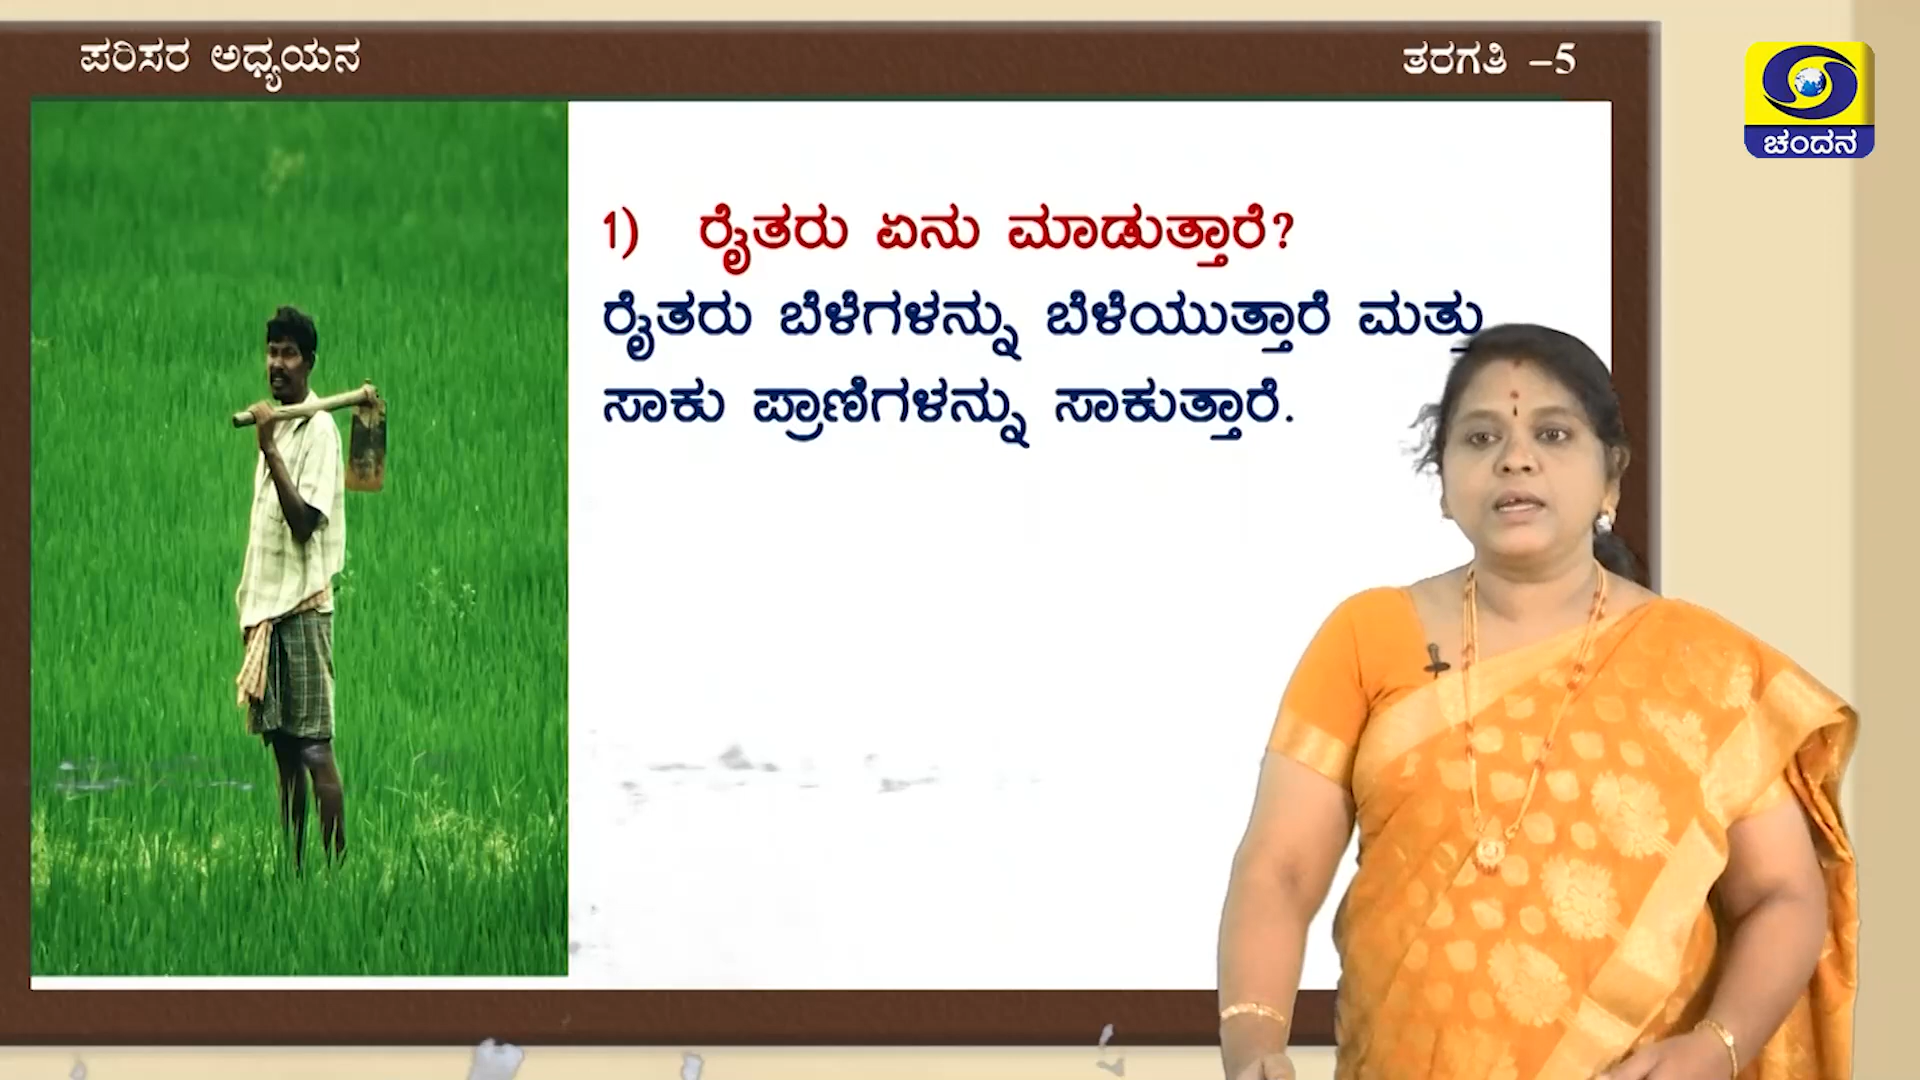 ಪರಿಸರ ಅಧ್ಯಯನ
ತರಗತಿ –5
ಚಂದನ
1) ರೈತರು ಏನು ಮಾಡುತ್ತಾರೆ?
ರೈತರು ಬೆಳೆಗಳನ್ನು ಬೆಳೆಯುತ್ತಾರೆ ಮತ್ತು
ಸಾಕು ಪ್ರಾಣಿಗಳನ್ನು ಸಾಕುತ್ತಾರೆ.